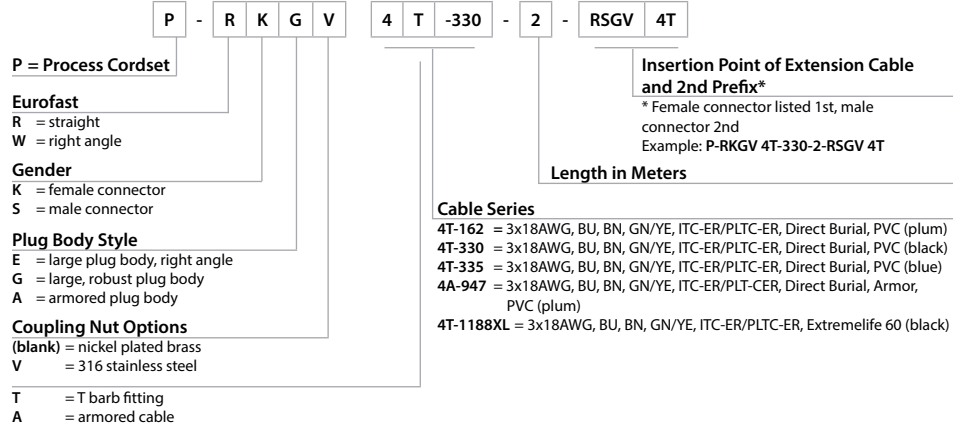 P - R K G V 4 T -330 - 2 - RSGV 4T
P = Process Cordset
Eurofast
R = straight
W = right angle
Gender
K = female connector
S = male connector
Plug Body Style
E = large plug body, right angle
G = large, robust plug body
A = armored plug body
Coupling Nut Options
(blank) = nickel plated brass
V = 316 stainless steel
T = T barb fitting
A = armored cable
Insertion Point of Extension Cable
and 2nd Prefix*
* Female connector listed 1st, male
connector 2nd
Example: P-RKGV 4T-330-2-RSGV 4T
Length in Meters
Cable Series
4T-162 = 3x18AWG, BU, BN, GN/YE, ITC-ER/PLTC-ER, Direct Burial, PVC (plum)
4T-330 = 3x18AWG, BU, BN, GN/YE, ITC-ER/PLTC-ER, Direct Burial, PVC (black)
4T-335 = 3x18AWG, BU, BN, GN/YE, ITC-ER/PLTC-ER, Direct Burial, PVC (blue)
4A-947 = 3x18AWG, BU, BN, GN/YE, ITC-ER/PLT-CER, Direct Burial, Armor,
PVC (plum)
4T-1188XL = 3x18AWG, BU, BN, GN/YE, ITC-ER/PLTC-ER, Extremelife 60 (black)